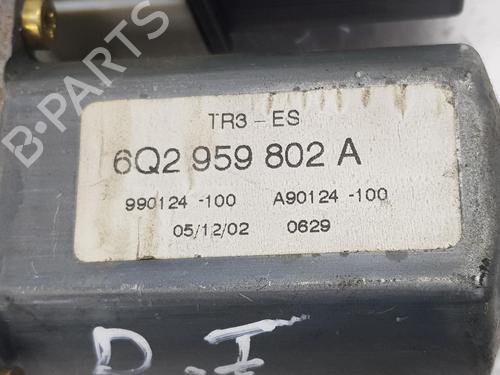 TR3 - ES
6Q2 959 802 A
990124 -100 A90124 -100
05/12/02 0629
D.I
B-PARTS